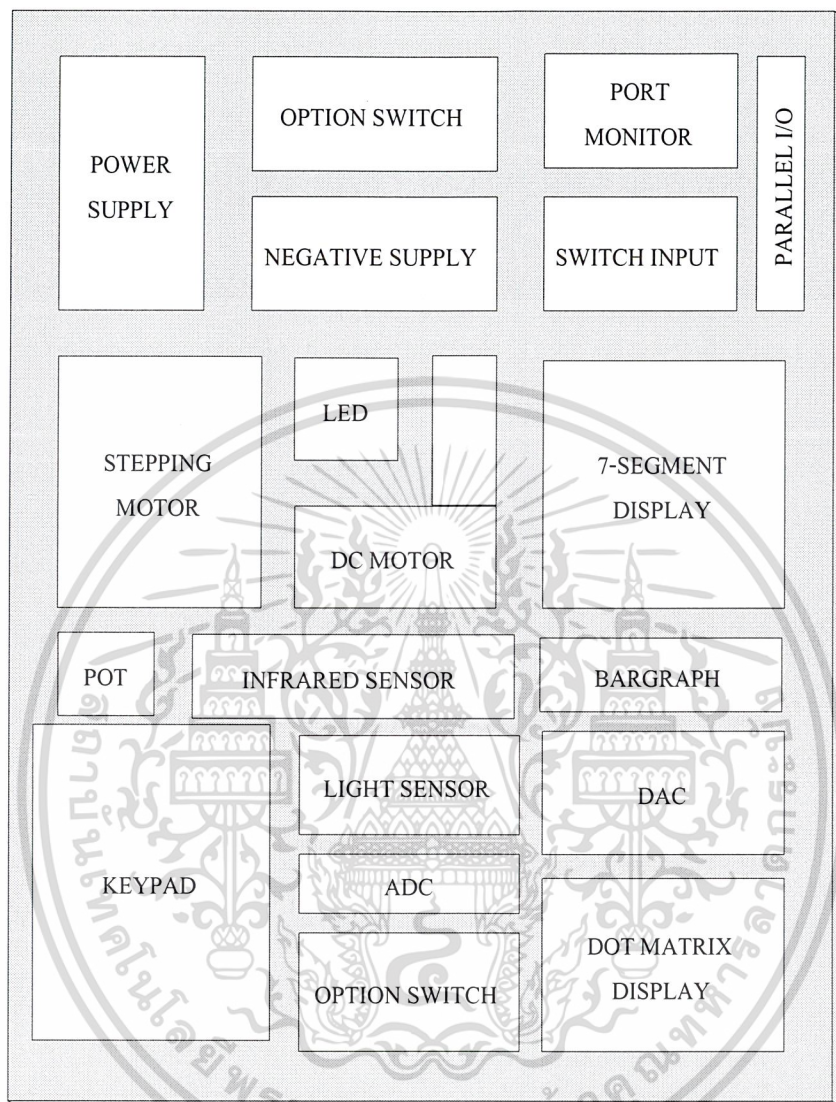 POWER
SUPPLY
OPTION SWITCH
PORT
MONITOR
PARALLEL I/O
NEGATIVE SUPPLY
SWITCH INPUT
STEPPING
MOTOR
LED
DC MOTOR
7-SEGMENT
DISPLAY
POT
INFRARED SENSOR
BARGRAPH
KEYPAD
LIGHT SENSOR
DAC
ADC
OPTION SWITCH
DOT MATRIX
DISPLAY